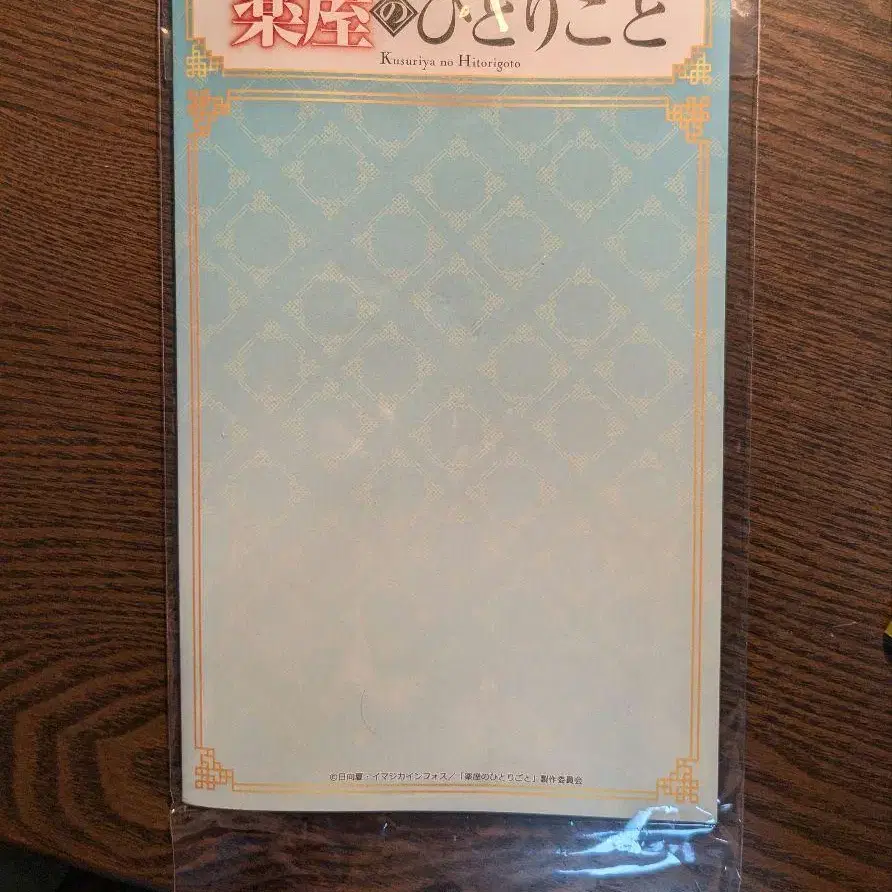 薬屋のひとりごと
Kusuriya no Hitorigoto
©日向夏・イマジカインフォス/「薬屋のひとりごと」製作委員会